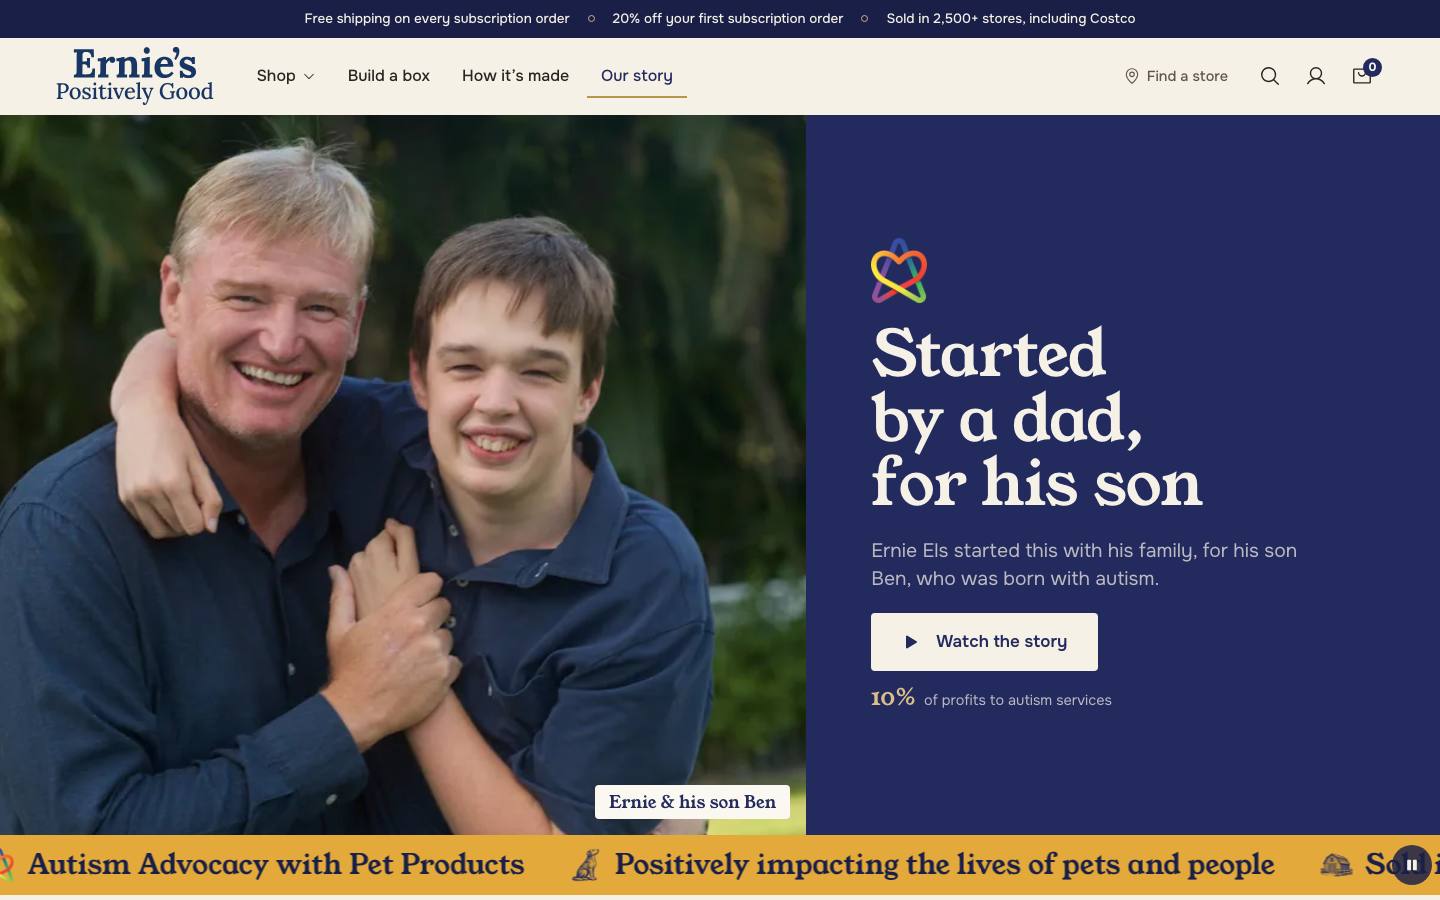 Free shipping on every subscription order
20% off your first subscription order
Sold in 2,500+ stores, including Costco
Ernie's
Positively Good
Shop
Build a box
How it's made
Our story
Find a store
0
Started
by a dad,
for his son
Ernie Els started this with his family, for his son
Ben, who was born with autism.
Watch the story
10% of profits to autism services
Ernie & his son Ben
Autism Advocacy with Pet Products
Positively impacting the lives of pets and people